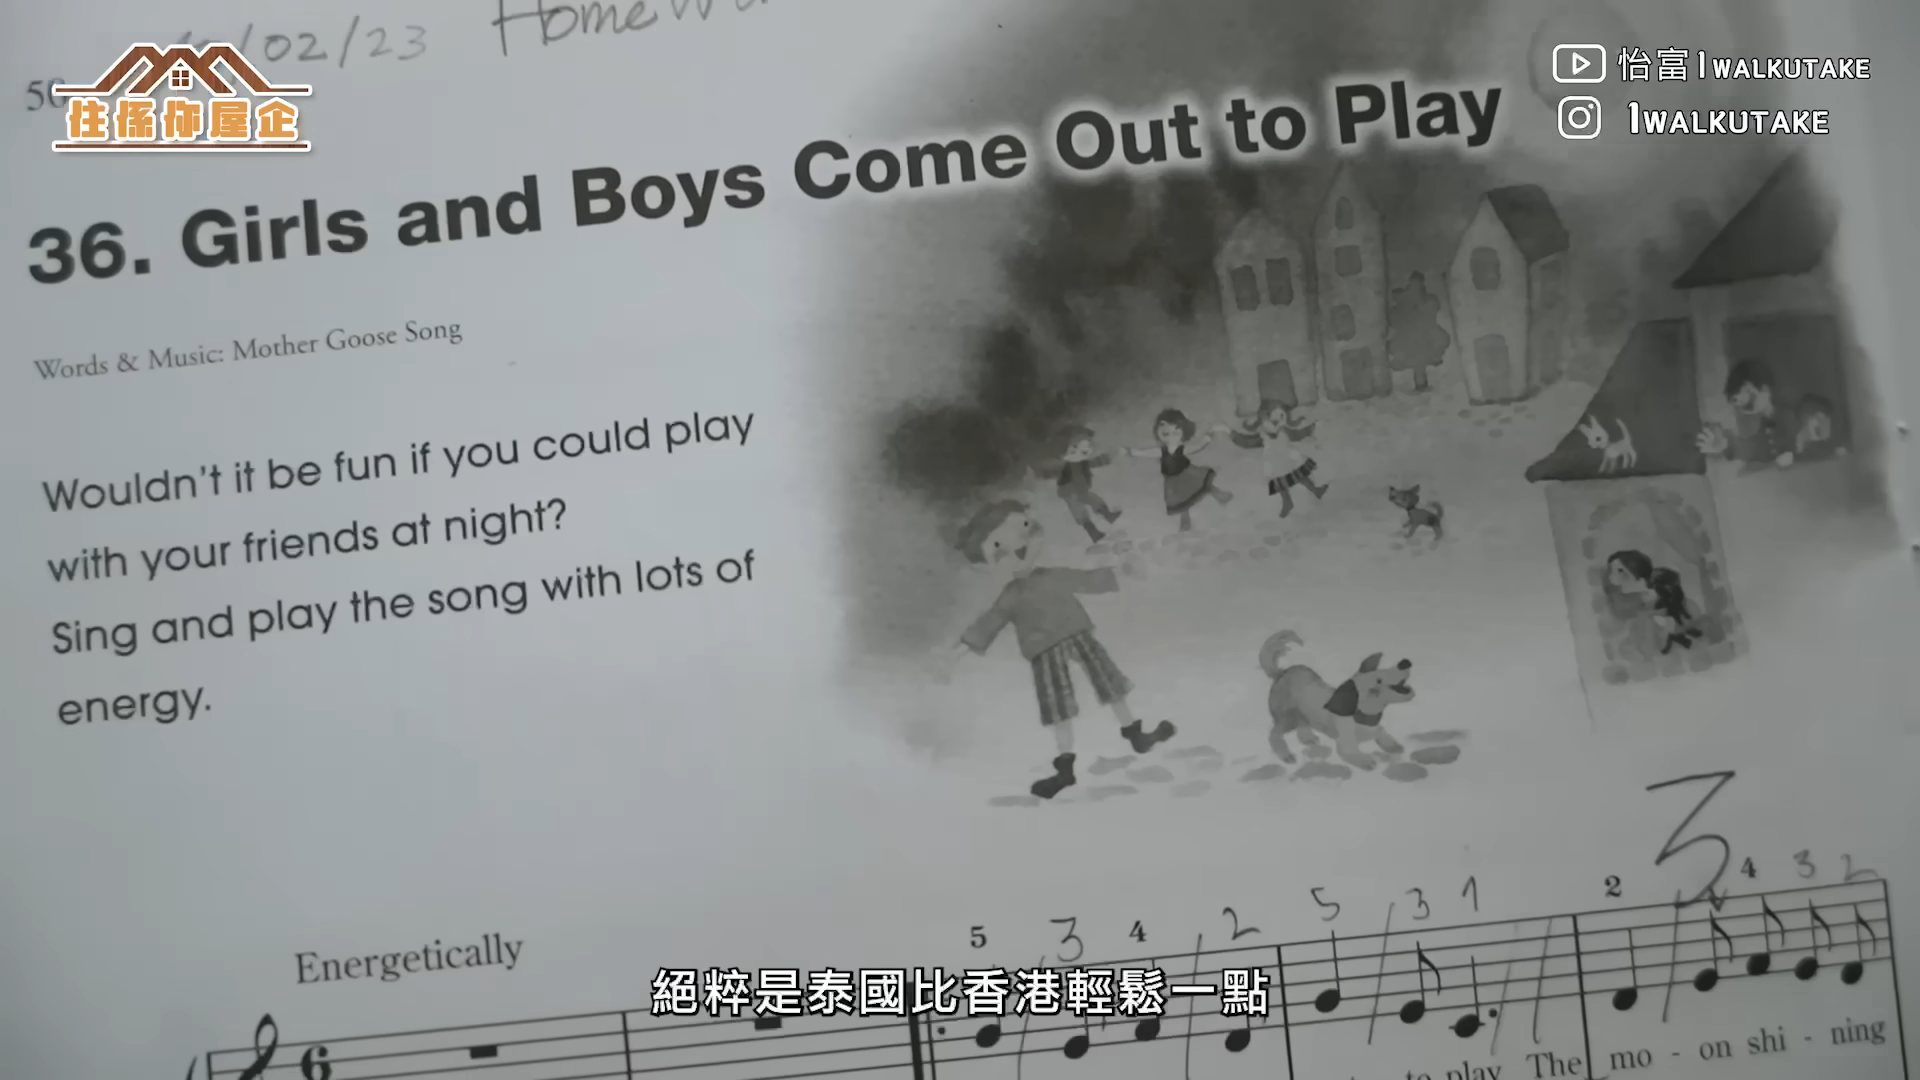 /02/23
住係你屋企
怡富1WALKUTAKE
1WALKUTAKE
36. Girls and Boys Come Out to Play
Words & Music: Mother Goose Song
Wouldn't it be fun if you could play
with your friends at night?
Sing and play the song with lots of
energy.
Energetically
5 3 4 2 5 3 1 2 3 4 3 2
6
play The mo - on shi - ning
絕粹是泰國比香港輕鬆一點